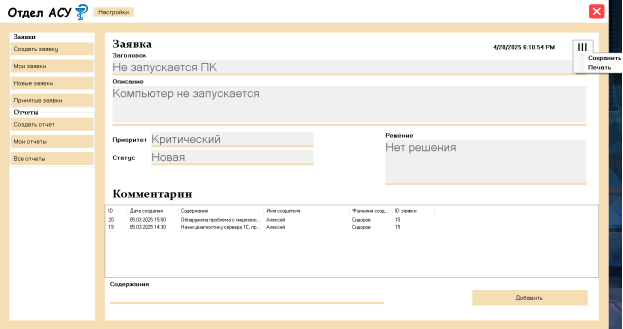 Отдел АСУ
Настройки
Заявки
Создать заявку
Мои заявки
Новые заявки
Принятые заявки
Отчеты
Создать отчет
Мои отчеты
Все отчеты
Заявка
4/28/2025 6:10:54 PM
Сохранить
Печать
Заголовок
Не запускается ПК
Описание
Компьютер не запускается
Приоритет Критический
Статус Новая
Решение
Нет решения
Комментарии
ID Дата создания Содержание Имя создателя Фамилия созд... ID заявки
20 05.03.2025 15:00 Обнаружена проблема с лицензио... Алексей Сидоров 15
19 05.03.2025 14:30 Начал диагностику сервера 1С, пр... Алексей Сидоров 15
Содержание
Добавить